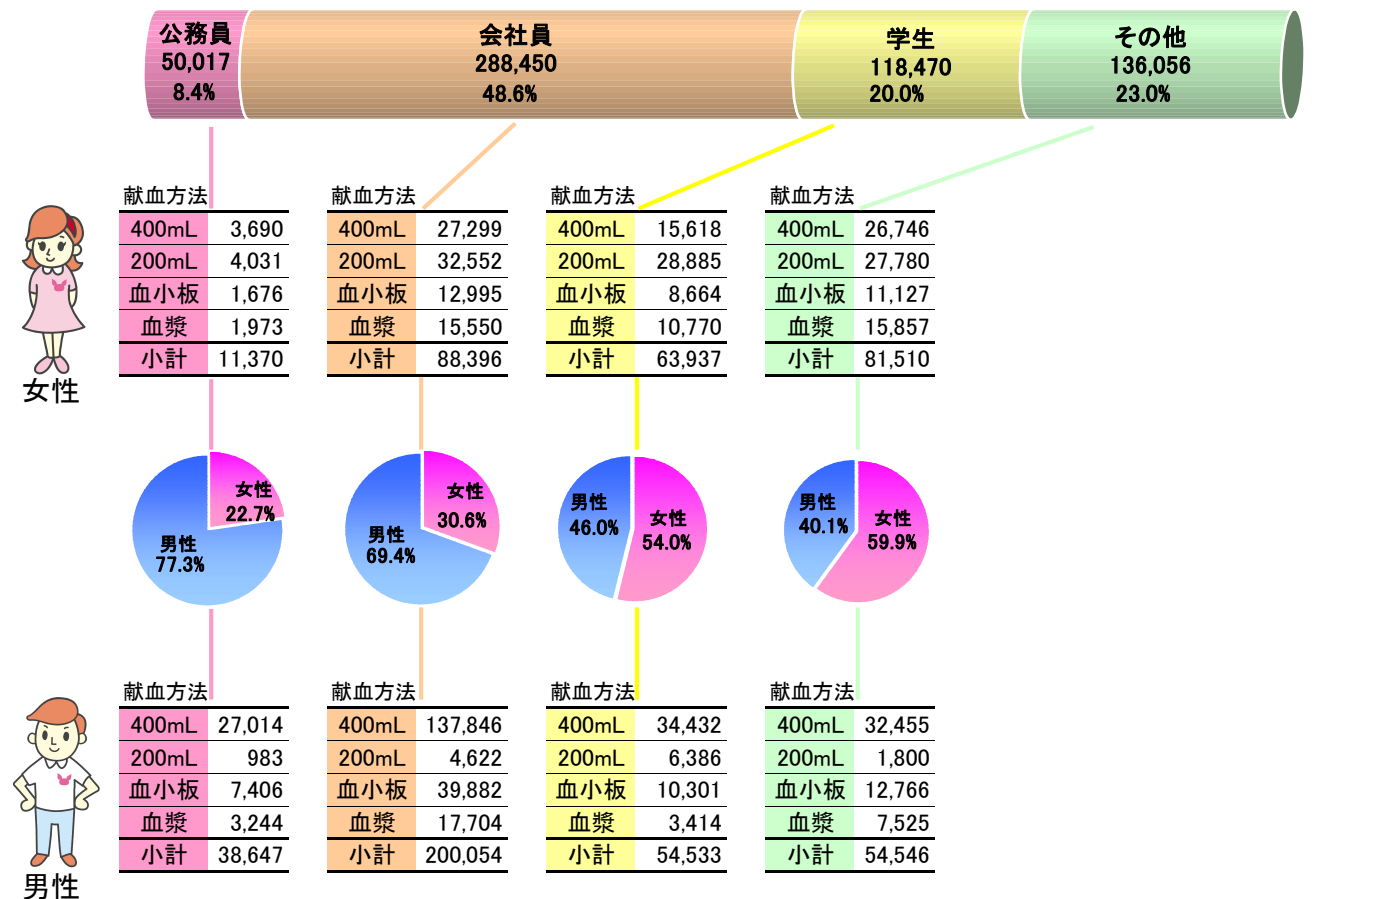 公務員
50,017
8.4%
会社員
288,450
48.6%
学生
118,470
20.0%
その他
136,056
23.0%
女性
献血方法
400mL 3,690
200mL 4,031
血小板 1,676
血漿 1,973
小計 11,370
献血方法
400mL 27,299
200mL 32,552
血小板 12,995
血漿 15,550
小計 88,396
献血方法
400mL 15,618
200mL 28,885
血小板 8,664
血漿 10,770
小計 63,937
献血方法
400mL 26,746
200mL 27,780
血小板 11,127
血漿 15,857
小計 81,510
女性
22.7%
男性
77.3%
女性
30.6%
男性
69.4%
男性
46.0%
女性
54.0%
男性
40.1%
女性
59.9%
男性
献血方法
400mL 27,014
200mL 983
血小板 7,406
血漿 3,244
小計 38,647
献血方法
400mL 137,846
200mL 4,622
血小板 39,882
血漿 17,704
小計 200,054
献血方法
400mL 34,432
200mL 6,386
血小板 10,301
血漿 3,414
小計 54,533
献血方法
400mL 32,455
200mL 1,800
血小板 12,766
血漿 7,525
小計 54,546